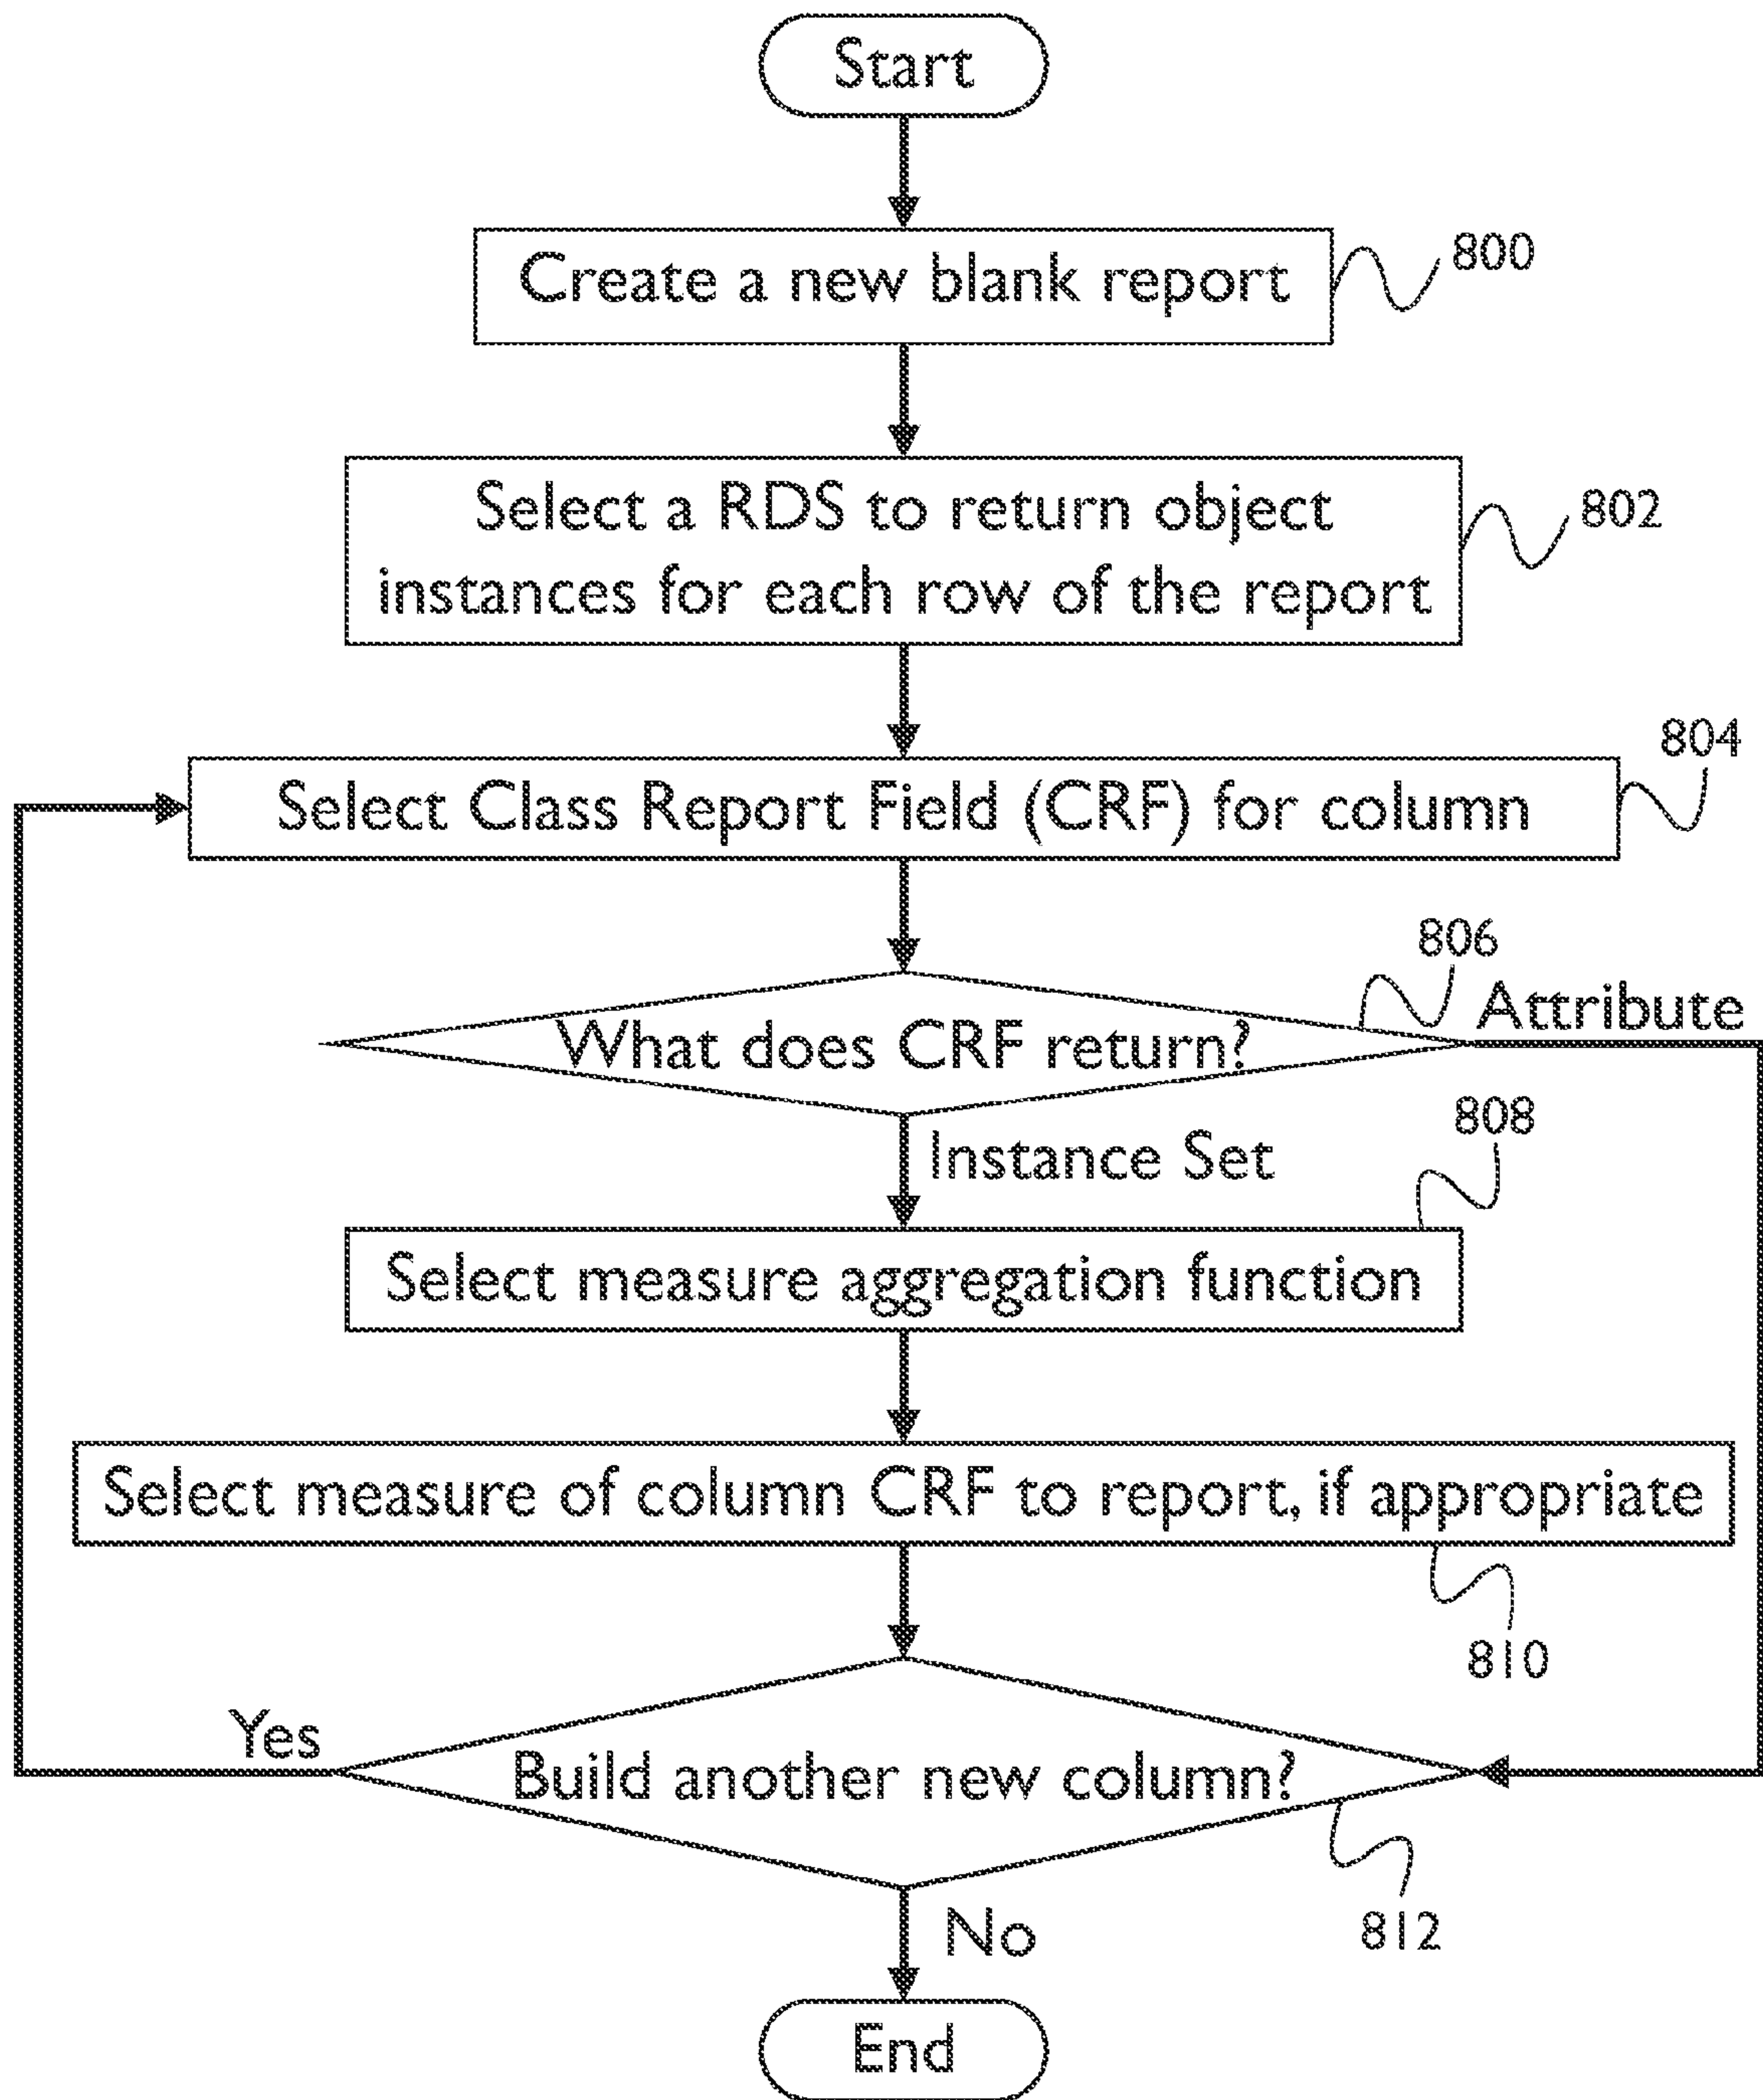 Start
Create a new blank report
800
Select a RDS to return object
instances for each row of the report
802
804
Select Class Report Field (CRF) for column
806
Attribute
What does CRF return?
808
Instance Set
Select measure aggregation function
Select measure of column CRF to report, if appropriate
810
Yes
Build another new column?
812
No
End